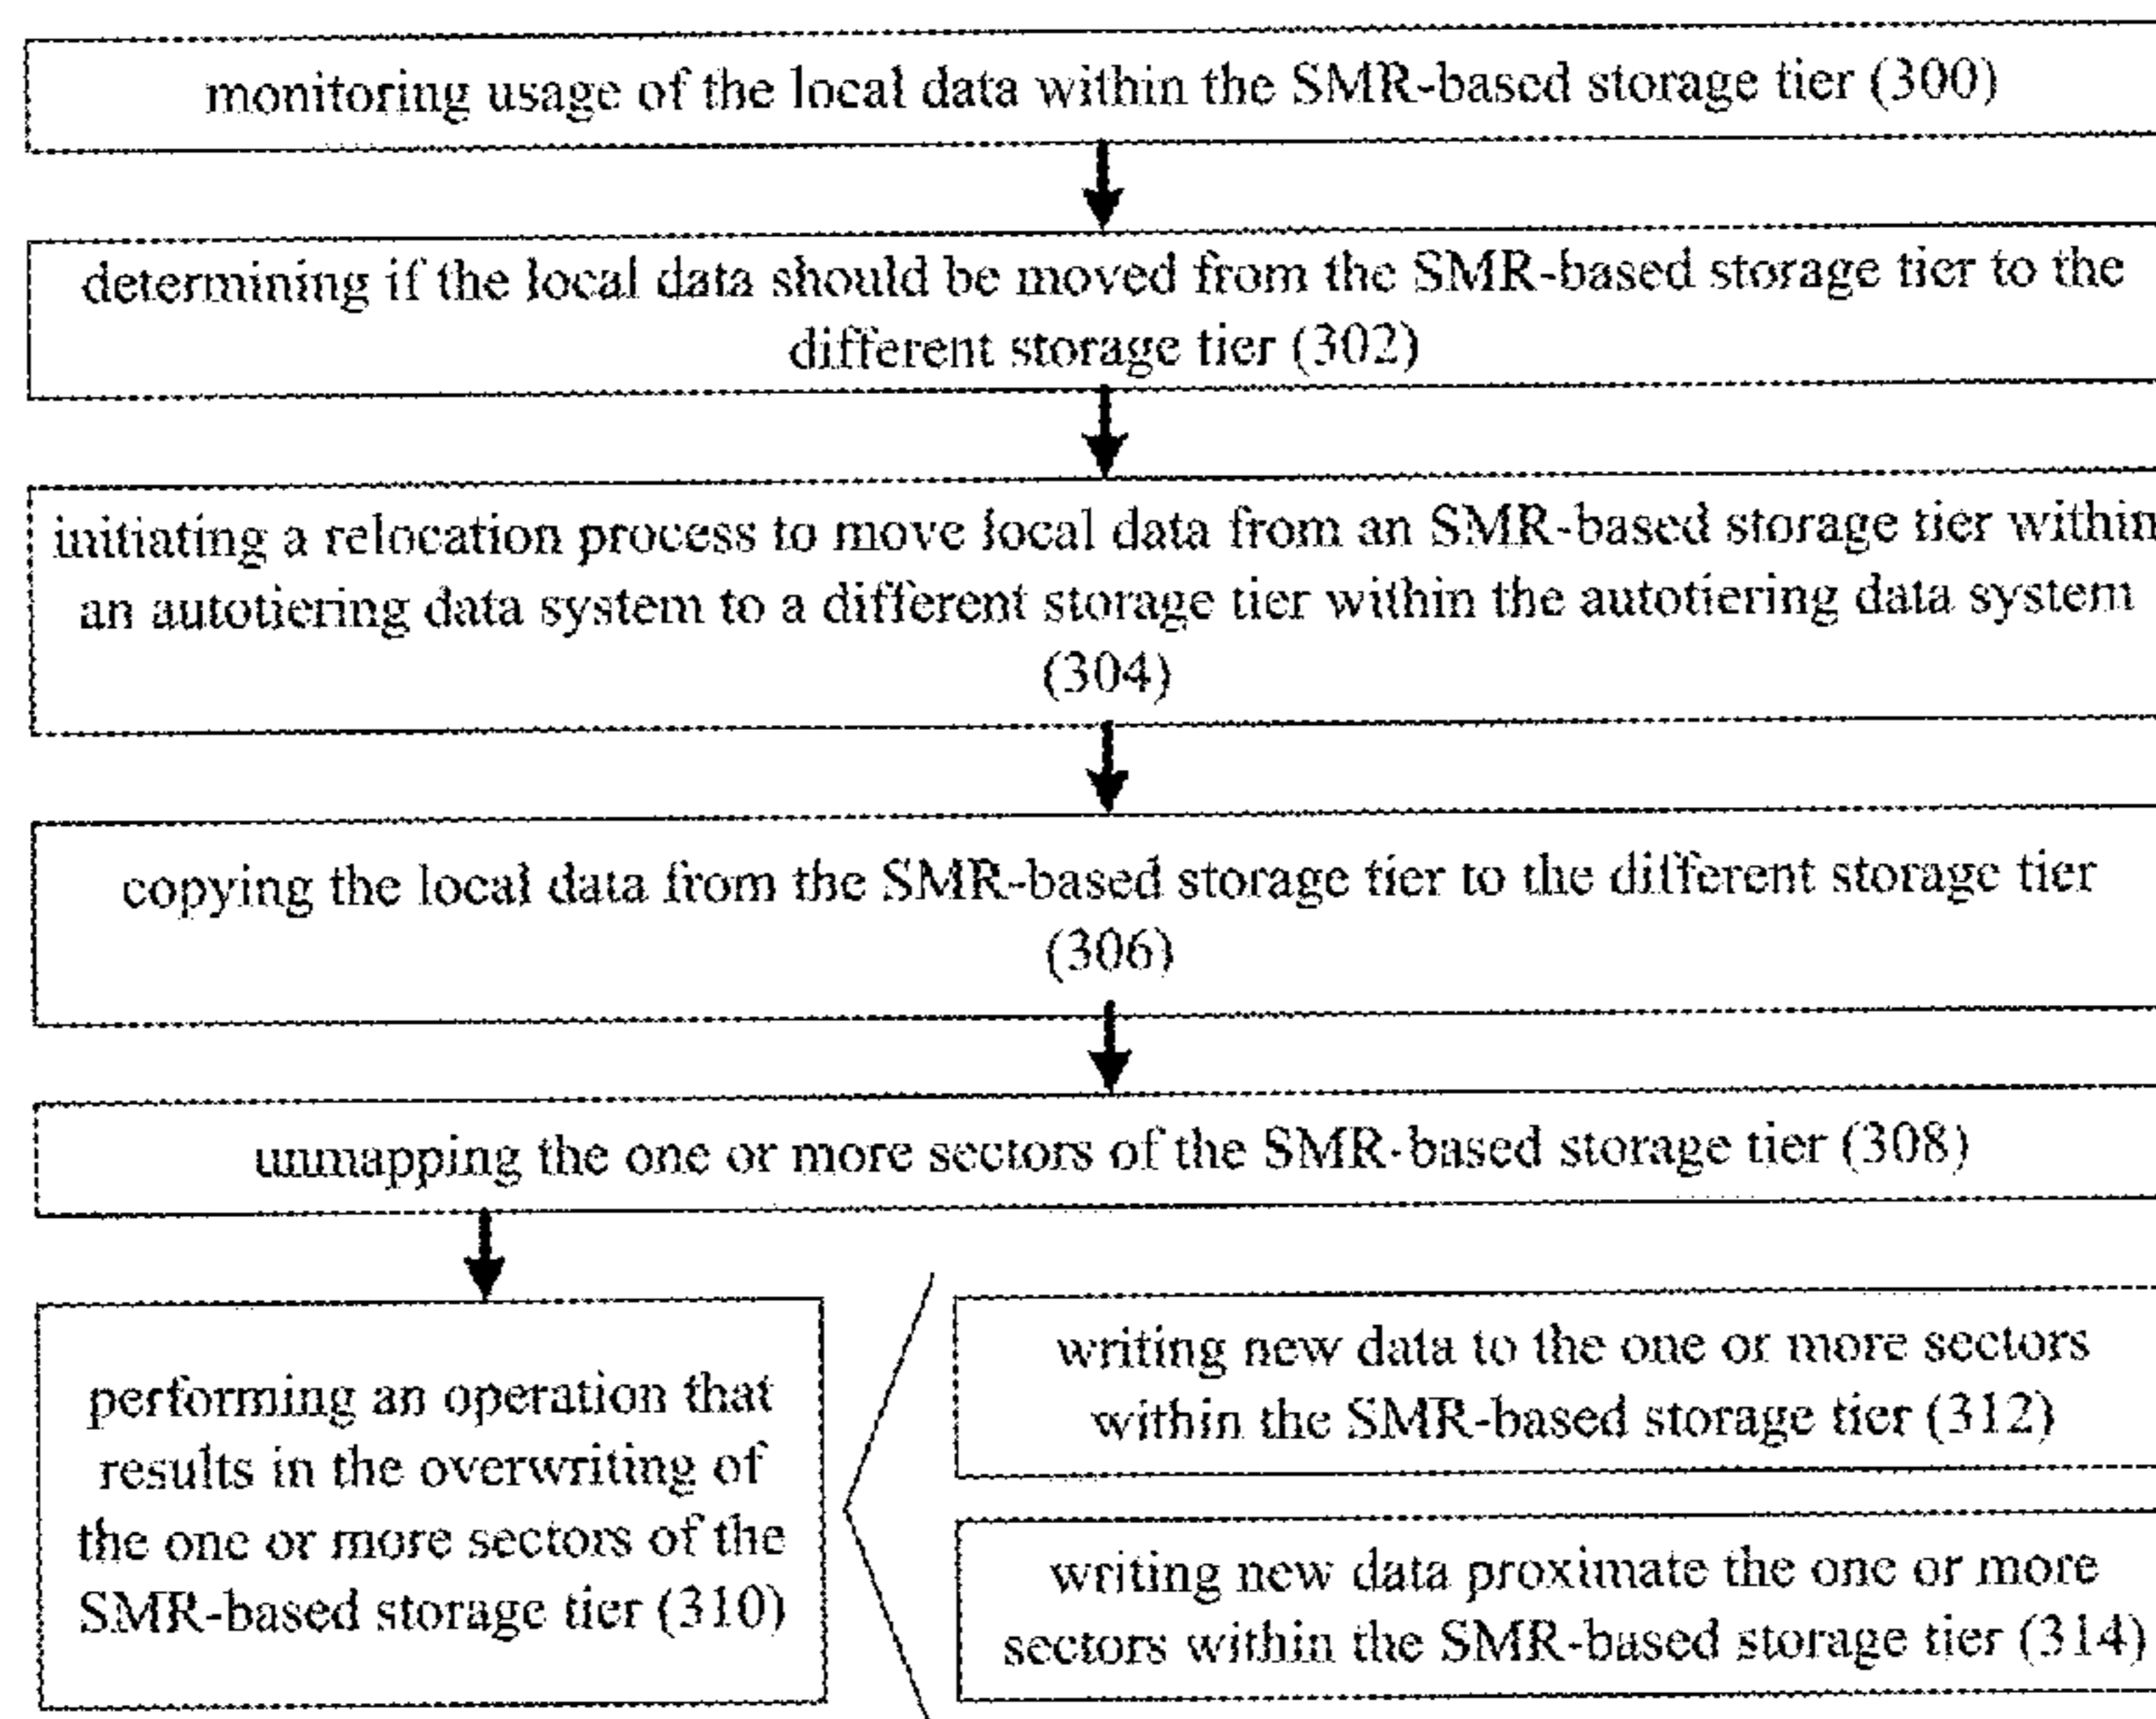 monitoring usage of the local data within the SMR-based storage tier (300)
determining if the local data should be moved from the SMR-based storage tier to the
different storage tier (302)
initiating a relocation process to move local data from an SMR-based storage tier within
an autotiering data system to a different storage tier within the autotiering data system
(304)
copying the local data from the SMR-based storage tier to the different storage tier
(306)
unmapping the one or more sectors of the SMR-based storage tier (308)
performing an operation that
results in the overwriting of
the one or more sectors of the
SMR-based storage tier (310)
writing new data to the one or more sectors
within the SMR-based storage tier (312)
writing new data proximate the one or more
sectors within the SMR-based storage tier (314)